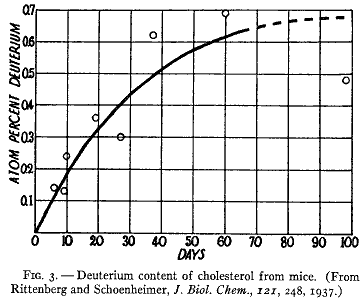 0.7
0.6
0.5
0.4
0.3
0.2
0.1
ATOM PERCENT DEUTERIUM
0 10 20 30 40 50 60 70 80 90 100
DAYS
FIG. 3.—Deuterium content of cholesterol from mice. (From
Rittenberg and Schoenheimer, J. Biol. Chem., 121, 248, 1937.)